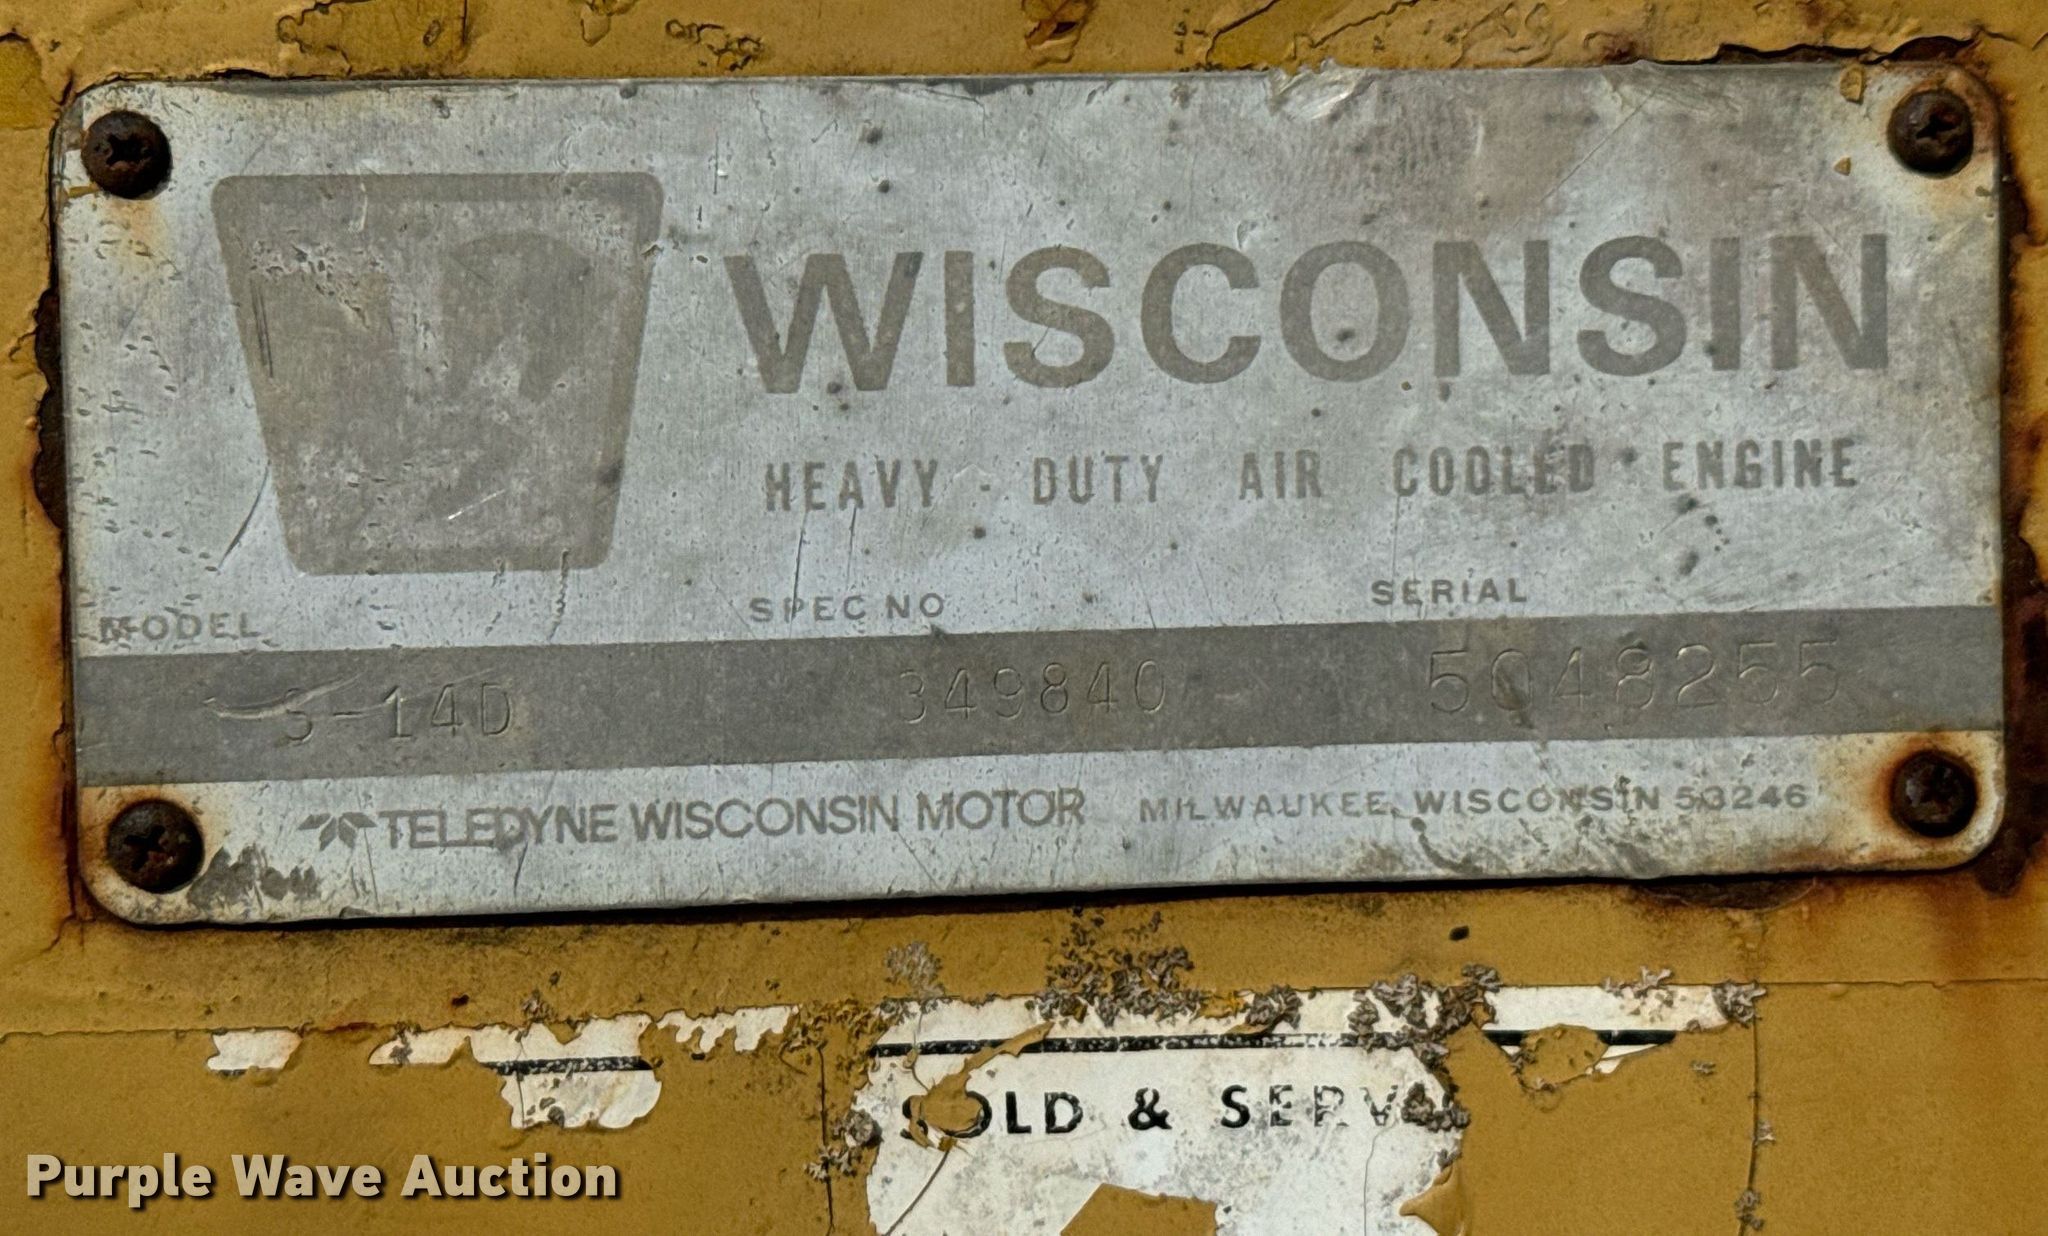 WISCONSIN
HEAVY-DUTY AIR COOLED ENGINE
MODEL SPEC NO SERIAL
S-14D 349840 5048255
TELEDYNE WISCONSIN MOTOR MILWAUKEE, WISCONSIN 53246
SOLD & SERV
Purple Wave Auction